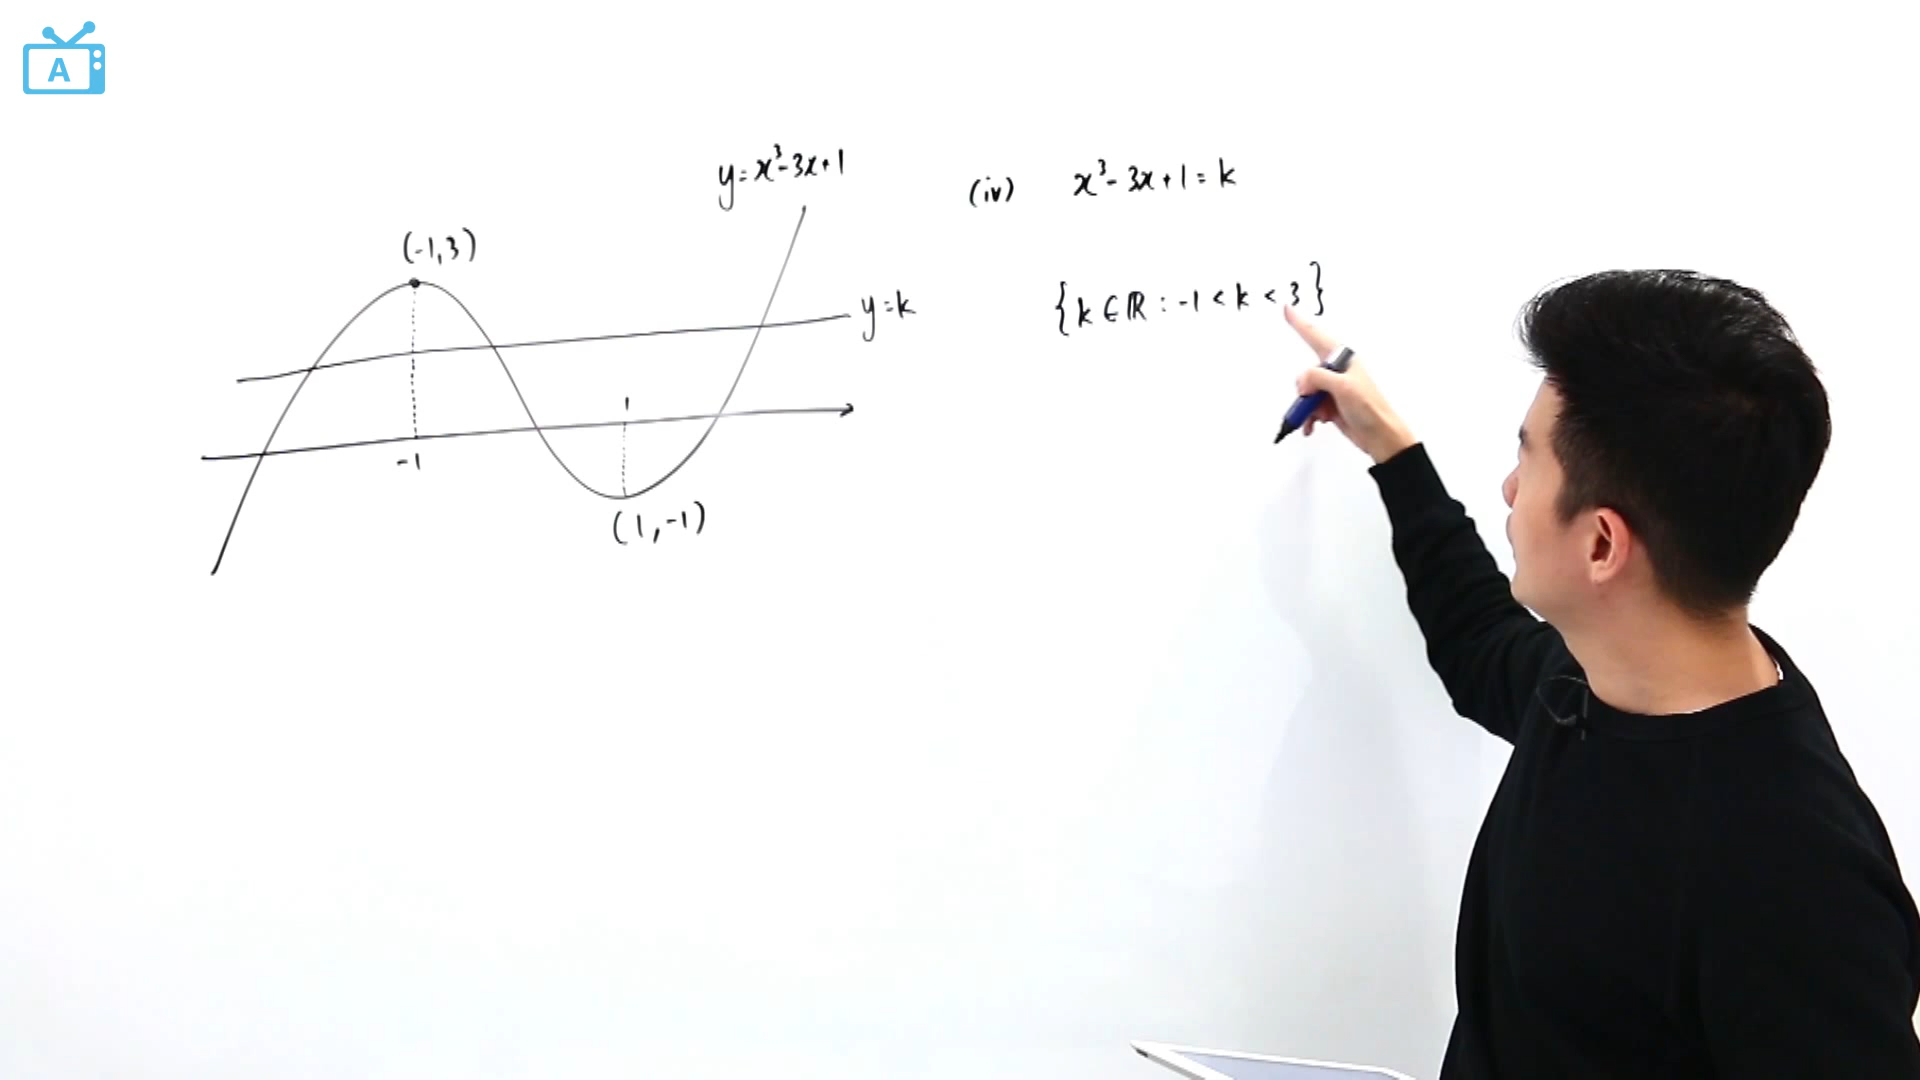 A
y=x³-3x+1
(-1,3)
y=k
1
-1
(1,-1)
(iv) x³-3x+1=k
{k∈ℝ: -1<k<3}